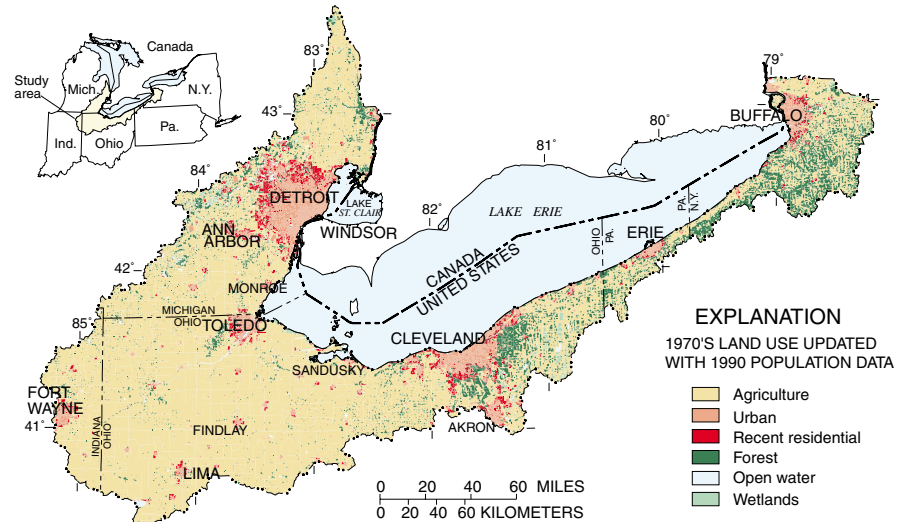 Canada
Study
area
Mich.
N.Y.
Pa.
Ind.
Ohio
83°
79°
43°
BUFFALO
80°
81°
84°
DETROIT
LAKE
ST. CLAIR
82°
LAKE ERIE
PA.
N.Y.
ANN
ARBOR
WINDSOR
ERIE
OHIO
PA.
CANADA
UNITED STATES
42°
MONROE
MICHIGAN
OHIO
85°
TOLEDO
CLEVELAND
SANDUSKY
FORT
WAYNE
41°
INDIANA
OHIO
FINDLAY
AKRON
LIMA
0 20 40 60 MILES
0 20 40 60 KILOMETERS
EXPLANATION
1970'S LAND USE UPDATED
WITH 1990 POPULATION DATA
Agriculture
Urban
Recent residential
Forest
Open water
Wetlands